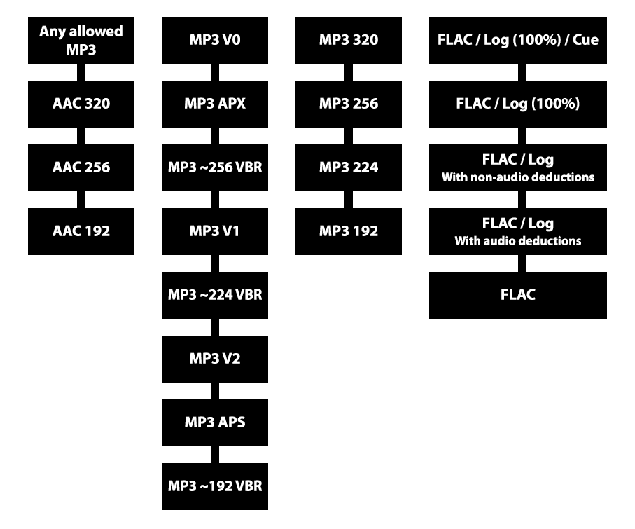 Any allowed
MP3
AAC 320
AAC 256
AAC 192
MP3 V0
MP3 APX
MP3 ~256 VBR
MP3 V1
MP3 ~224 VBR
MP3 V2
MP3 APS
MP3 ~192 VBR
MP3 320
MP3 256
MP3 224
MP3 192
FLAC / Log (100%) / Cue
FLAC / Log (100%)
FLAC / Log
With non-audio deductions
FLAC / Log
With audio deductions
FLAC